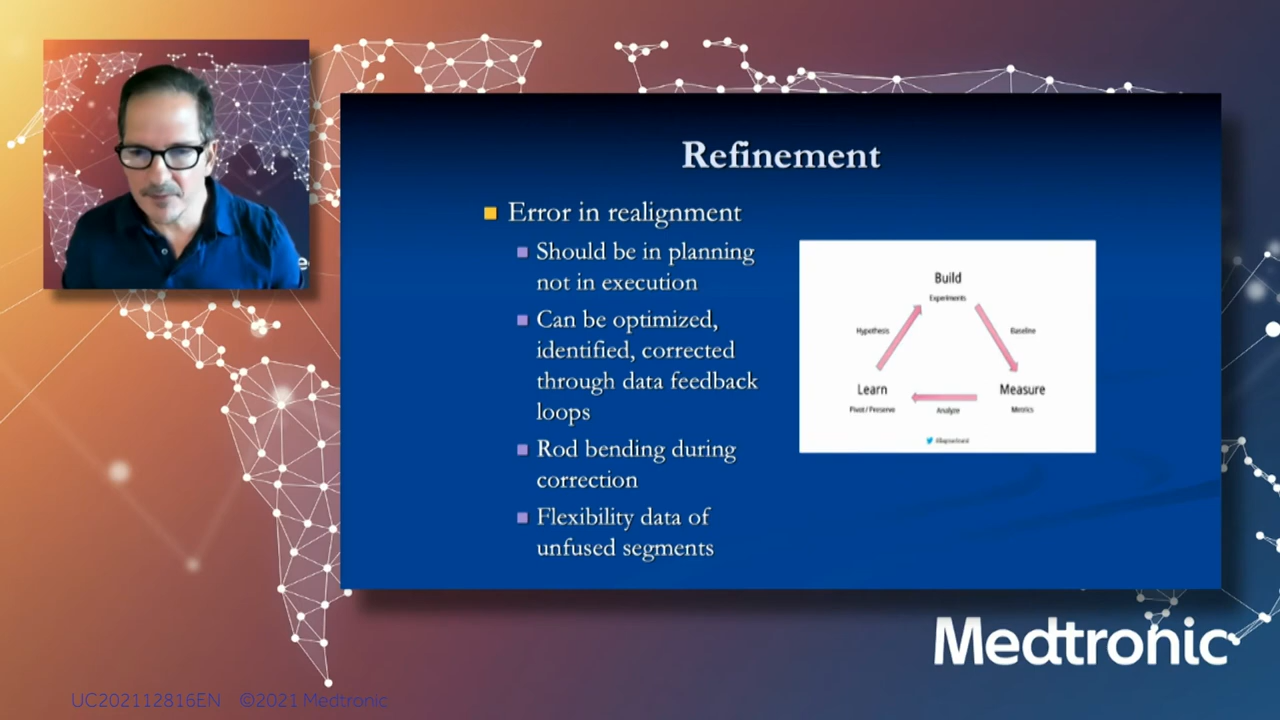 Refinement
Error in realignment
Should be in planning
not in execution
Can be optimized,
identified, corrected
through data feedback
loops
Rod bending during
correction
Flexibility data of
unfused segments
Build
Experiments
Hypothesis
Baseline
Learn
Measure
Pivot / Preserve
Analyze
Metrics
Medtronic
UC202112816EN ©2021 Medtronic